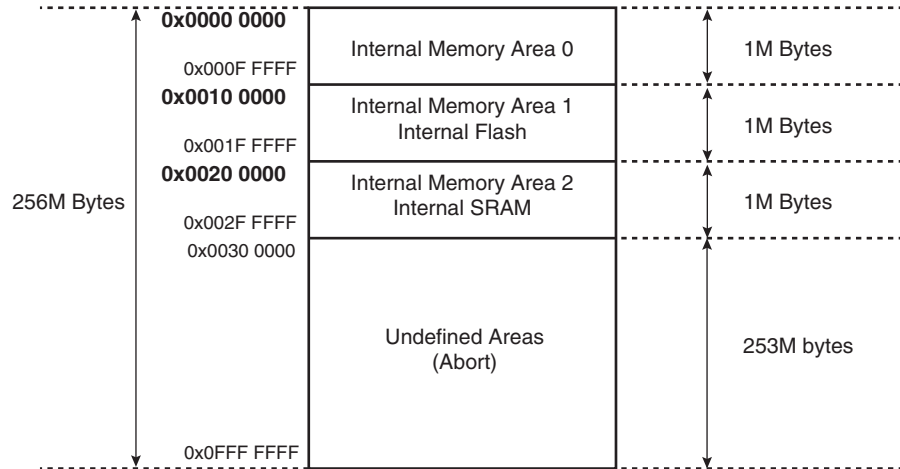 0x0000 0000
Internal Memory Area 0
1M Bytes
0x000F FFFF
0x0010 0000
Internal Memory Area 1
Internal Flash
1M Bytes
0x001F FFFF
0x0020 0000
Internal Memory Area 2
Internal SRAM
1M Bytes
256M Bytes
0x002F FFFF
0x0030 0000
Undefined Areas
(Abort)
253M bytes
0x0FFF FFFF